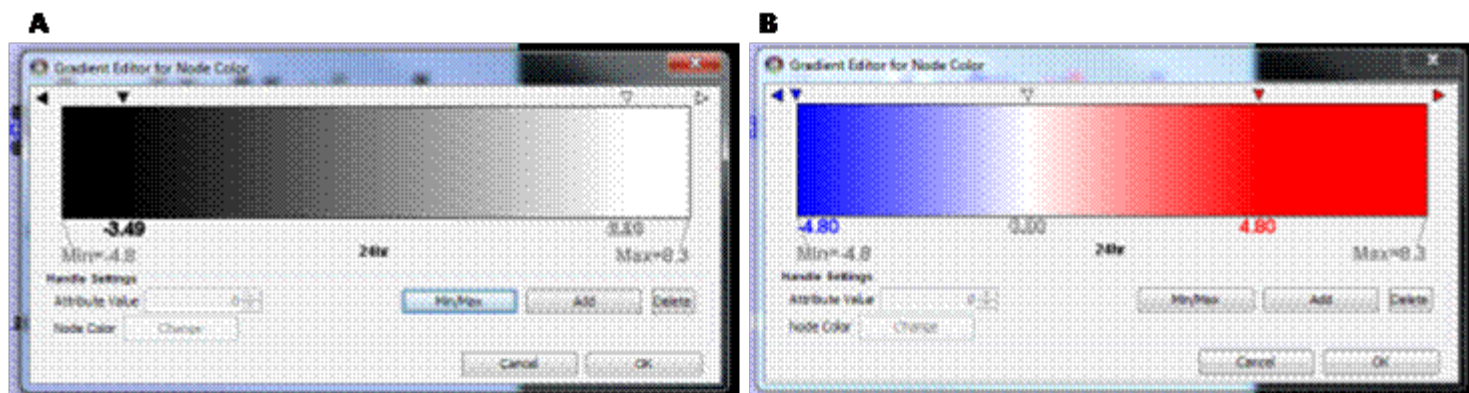 A
Gradient Editor for Node Color
-3.49
Min=-4.8
24hr
Max=8.3
Handle Settings
Attribute Value 0
Min/Max Add Delete
Node Color Change
Cancel OK
B
Gradient Editor for Node Color
-4.80 0.00 4.80
Min=-4.8
24hr
Max=8.3
Handle Settings
Attribute Value 0
Min/Max Add Delete
Node Color Change
Cancel OK